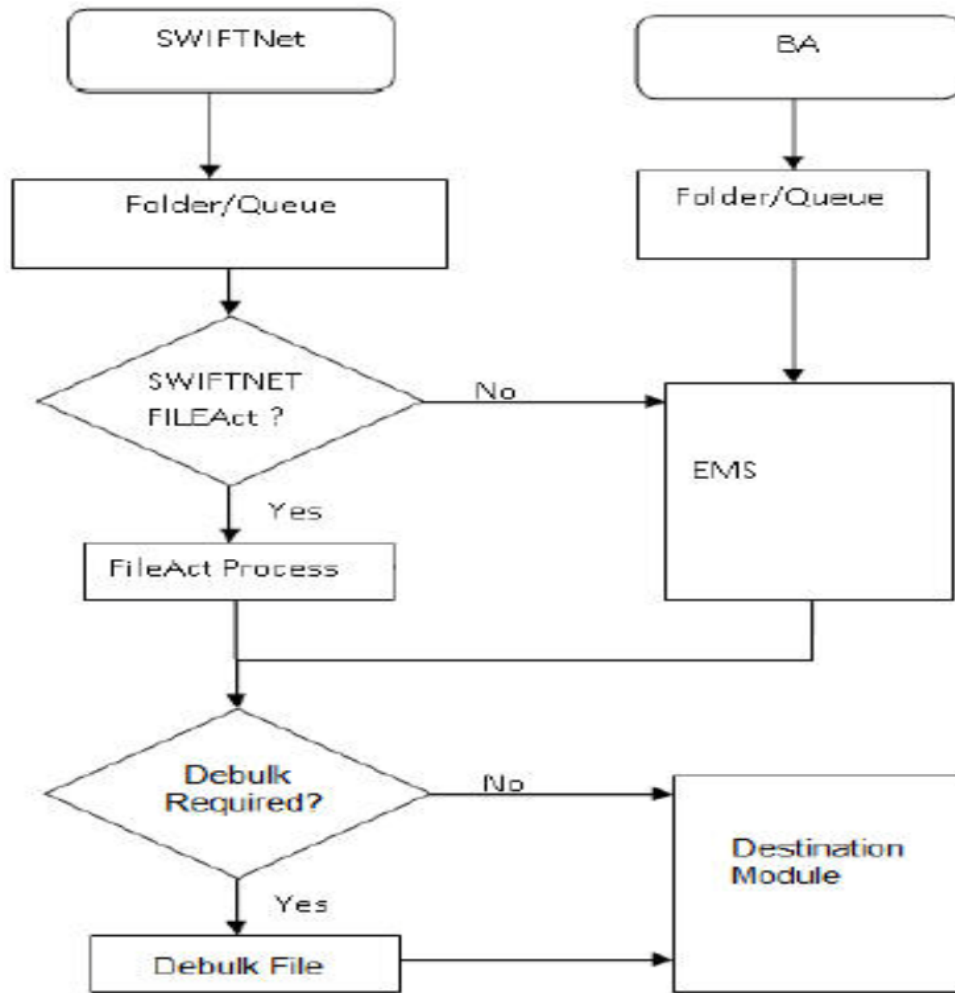 SWIFTNet
BA
Folder/Queue
Folder/Queue
SWIFTNET
FILEAct ?
No
EMS
Yes
FileAct Process
Debulk
Required?
No
Destination
Module
Yes
Debulk File